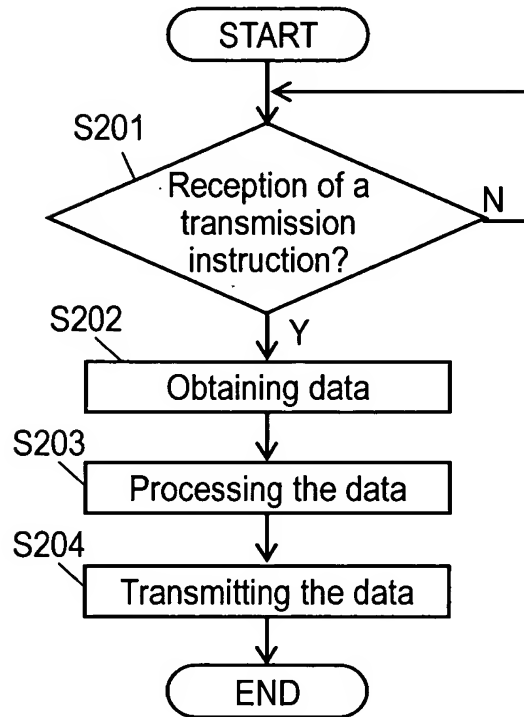 START
S201
Reception of a
transmission
instruction?
N
Y
S202
Obtaining data
S203
Processing the data
S204
Transmitting the data
END